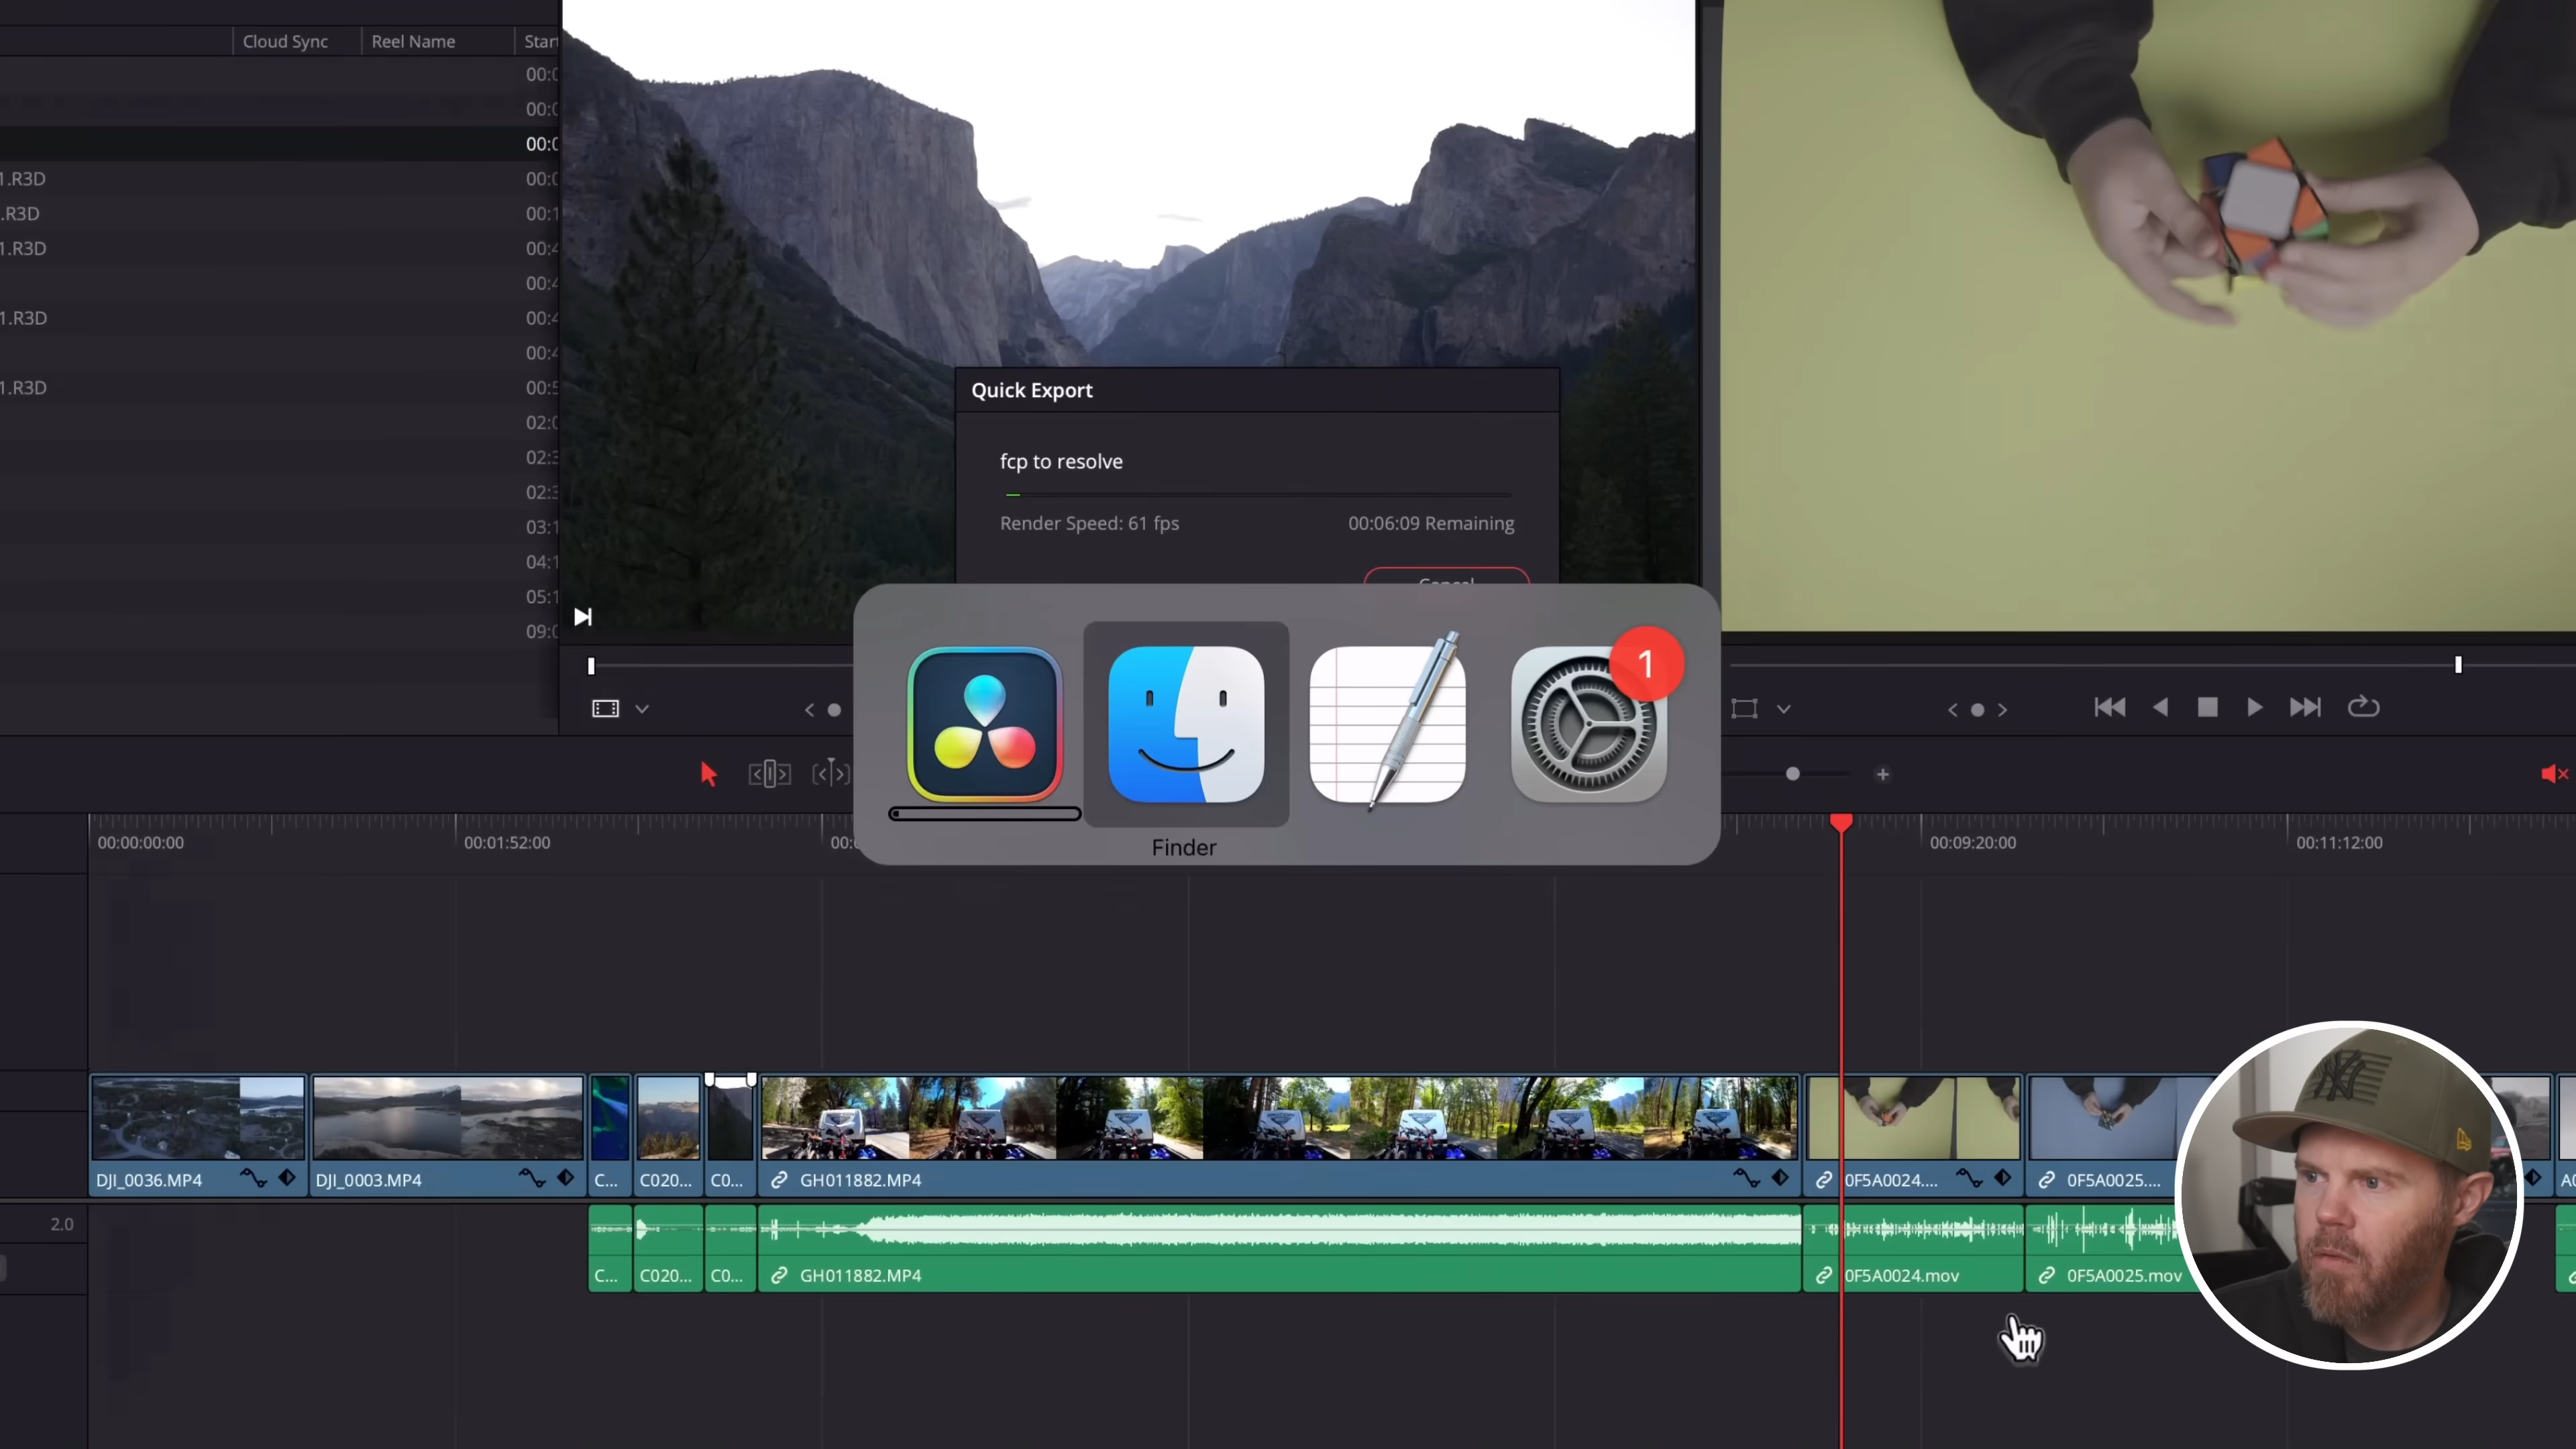 Cloud Sync
Reel Name
Start
00:0
00:0
00:0
1.R3D
00:0
.R3D
00:1
1.R3D
00:4
00:4
1.R3D
00:4
00:4
1.R3D
00:5
02:0
02:3
02:3
03:1
04:1
05:1
09:0
Quick Export
fcp to resolve
Render Speed: 61 fps
00:06:09 Remaining
Cancel
1
Finder
00:00:00:00
00:01:52:00
00:0
00:09:20:00
00:11:12:00
DJI_0036.MP4
DJI_0003.MP4
C...
C020...
C0...
GH011882.MP4
0F5A0024....
0F5A0025....
A0
2.0
C...
C020...
C0...
GH011882.MP4
0F5A0024.mov
0F5A0025.mov